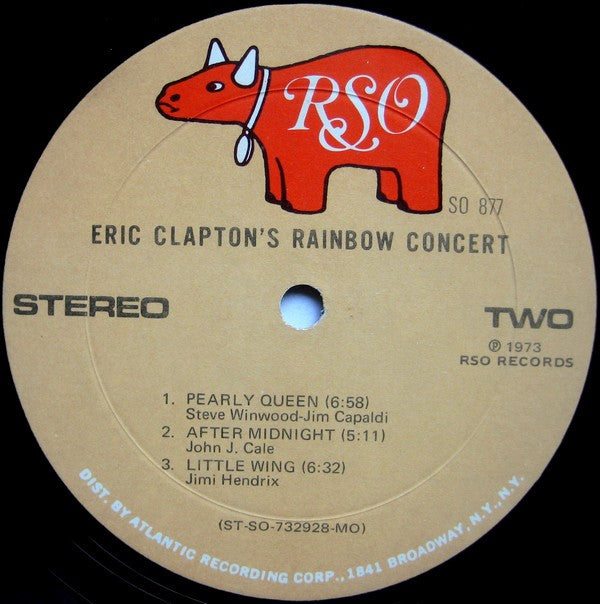 RSO
SO 877
ERIC CLAPTON'S RAINBOW CONCERT
STEREO
TWO
℗ 1973
RSO RECORDS
1. PEARLY QUEEN (6:58)
Steve Winwood-Jim Capaldi
2. AFTER MIDNIGHT (5:11)
John J. Cale
3. LITTLE WING (6:32)
Jimi Hendrix
(ST-SO-732928-MO)
DIST. BY ATLANTIC RECORDING CORP., 1841 BROADWAY, N.Y., N.Y.